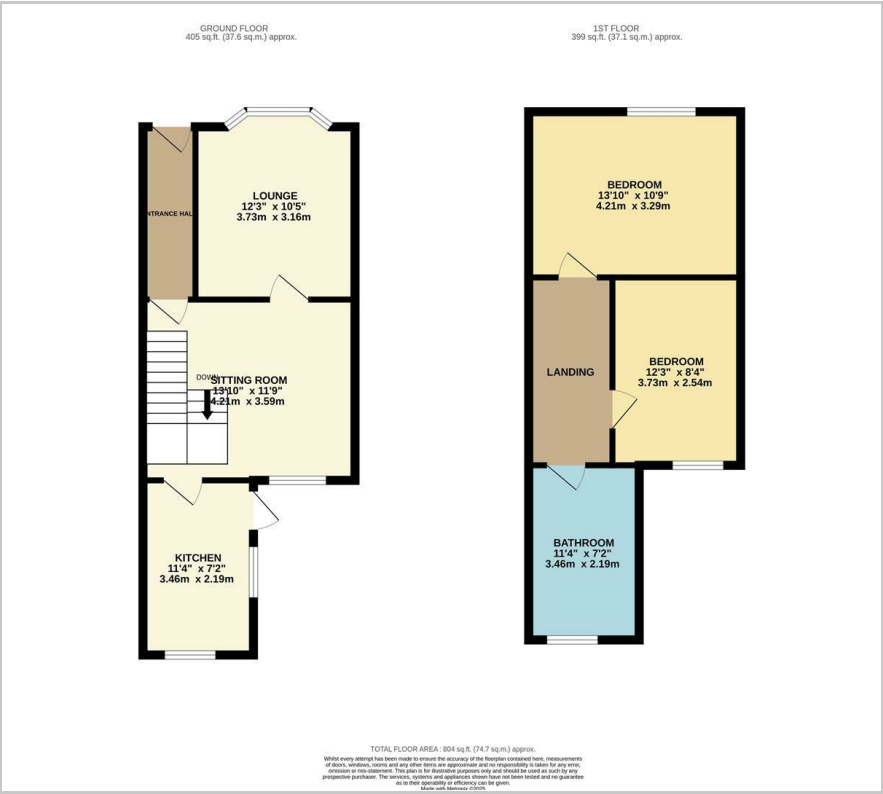 GROUND FLOOR
405 sq.ft. (37.6 sq.m.) approx.
1ST FLOOR
399 sq.ft. (37.1 sq.m.) approx.
LOUNGE
12'3" x 10'5"
3.73m x 3.16m
NTRANCE HAL
DOWN
SITTING ROOM
13'10" x 11'9"
4.21m x 3.59m
KITCHEN
11'4" x 7'2"
3.46m x 2.19m
BEDROOM
13'10" x 10'9"
4.21m x 3.29m
LANDING
BEDROOM
12'3" x 8'4"
3.73m x 2.54m
BATHROOM
11'4" x 7'2"
3.46m x 2.19m
TOTAL FLOOR AREA : 804 sq.ft. (74.7 sq.m.) approx.
Whilst every attempt has been made to ensure the accuracy of the floorplan contained here, measurements
of doors, windows, rooms and any other items are approximate and no responsibility is taken for any error,
omission or mis-statement. This plan is for illustrative purposes only and should be used as such by any
prospective purchaser. The services, systems and appliances shown have not been tested and no guarantee
as to their operability or efficiency can be given.
Made with Metropix ©2025